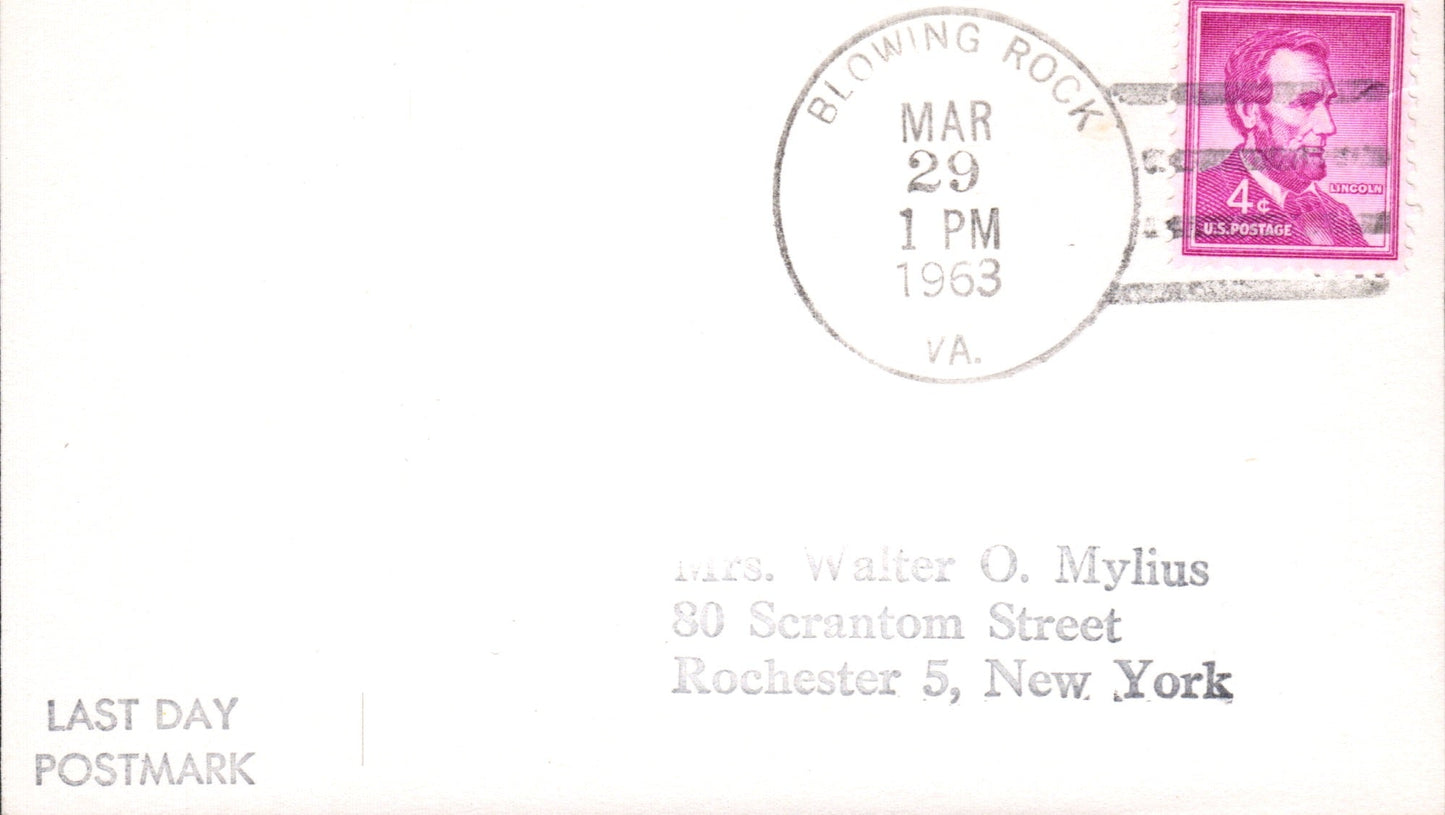 BLOWING ROCK
MAR
29
1 PM
1963
VA.
LINCOLN
4¢
U.S. POSTAGE
Mrs. Walter O. Mylius
80 Scrantom Street
Rochester 5, New York
LAST DAY
POSTMARK